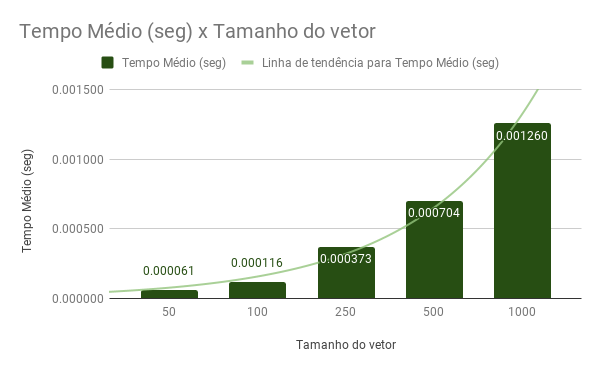 Tempo Médio (seg) x Tamanho do vetor
Tempo Médio (seg)
Linha de tendência para Tempo Médio (seg)
0.001500
0.001000
0.000500
0.000000
Tempo Médio (seg)
0.000061
0.000116
0.000373
0.000704
0.001260
50
100
250
500
1000
Tamanho do vetor